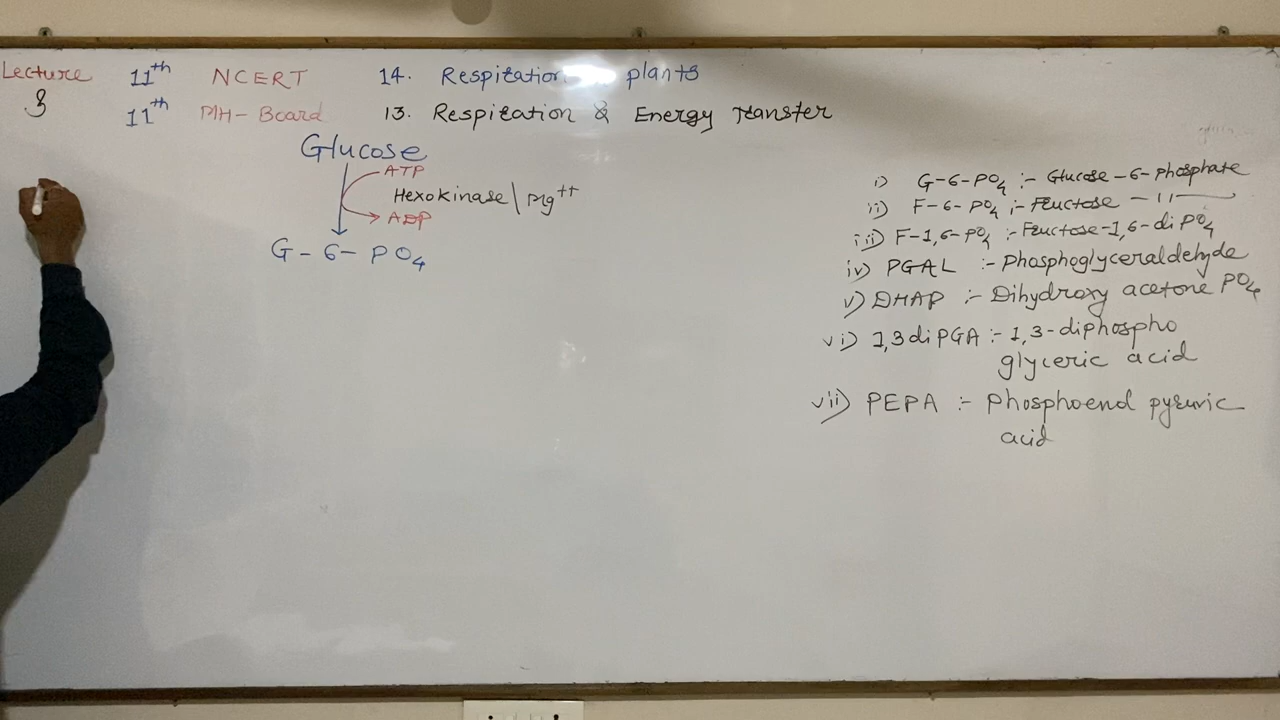 Lecture 11th NCERT 14. Respiration plants
3 11th MH-Board 13. Respiration & Energy Transfer
Glucose
ATP
Hexokinase | Mg++
ADP
G-6-PO4
i) G-6-PO4 :- Glucose-6-phosphate
ii) F-6-PO4 :- Fructose - 11 -
iii) F-1,6-PO4 :- Fructose-1,6-di PO4
iv) PGAL :- Phosphoglyceraldehyde
v) DHAP :- Dihydroxy acetone PO4
vi) 1,3 di PGA :- 1,3-diphospho
glyceric acid
vii) PEPA :- Phosphoenol pyruvic
acid